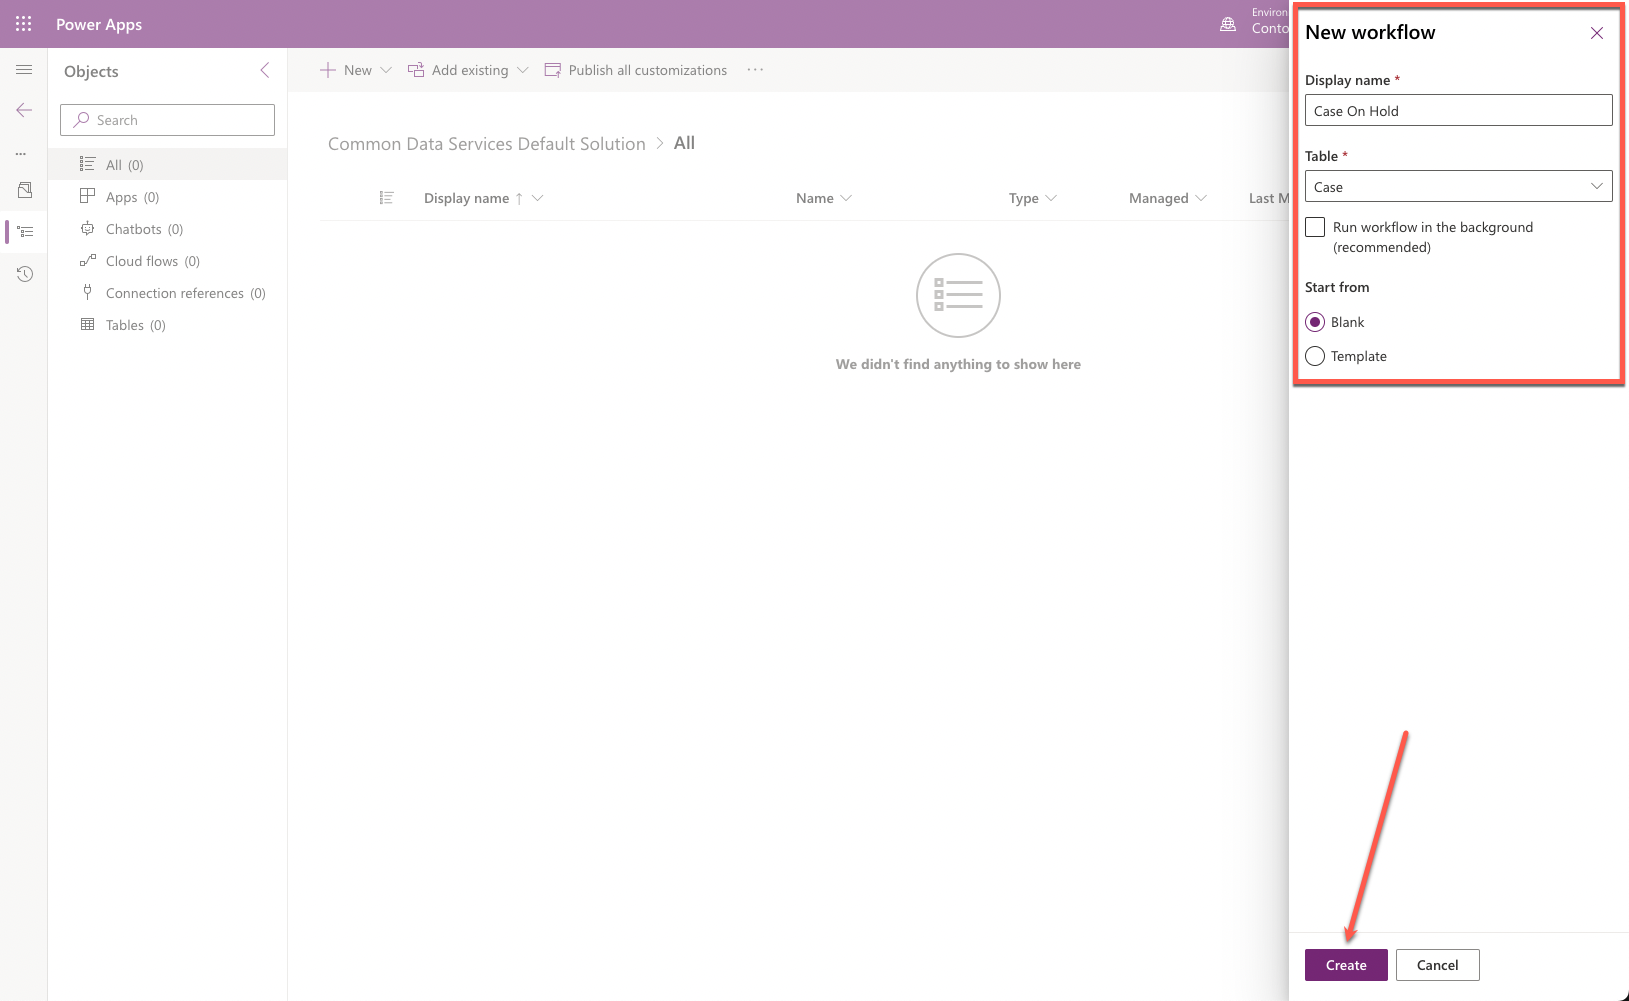 Power Apps
Environ
Conto
Objects
Search
All (0)
Apps (0)
Chatbots (0)
Cloud flows (0)
Connection references (0)
Tables (0)
New
Add existing
Publish all customizations
···
Common Data Services Default Solution > All
Display name ↑
Name
Type
Managed
Last M
We didn't find anything to show here
New workflow
Display name *
Case On Hold
Table *
Case
Run workflow in the background
(recommended)
Start from
Blank
Template
Create
Cancel